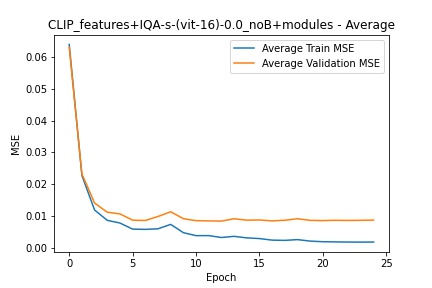 CLIP_features+IQA-s-(vit-16)-0.0_noB+modules - Average
Average Train MSE
Average Validation MSE
0.06
0.05
0.04
0.03
0.02
0.01
0.00
MSE
0 5 10 15 20 25
Epoch